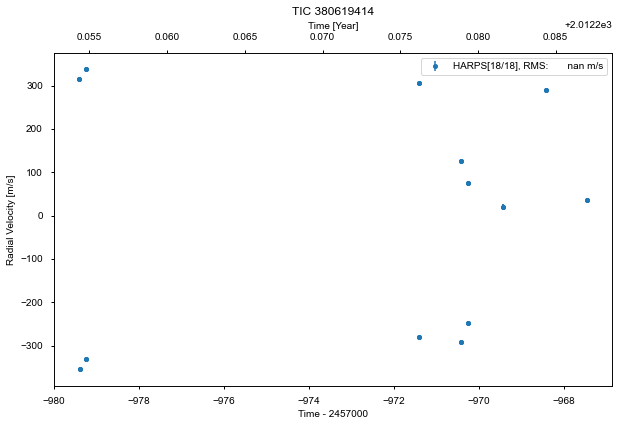 TIC 380619414
Time [Year]
+2.0122e3
0.055 0.060 0.065 0.070 0.075 0.080 0.085
HARPS[18/18], RMS: nan m/s
Radial Velocity [m/s]
300
200
100
0
−100
−200
−300
−980 −978 −976 −974 −972 −970 −968
Time - 2457000